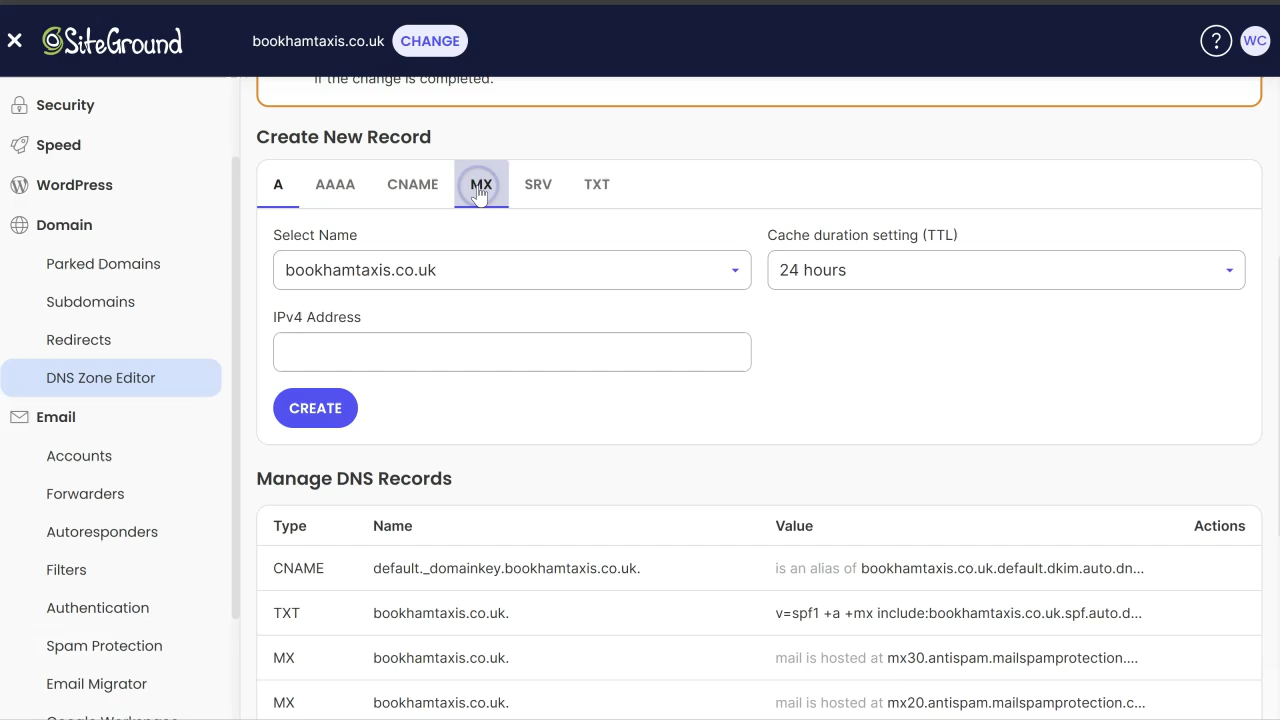 SiteGround
bookhamtaxis.co.uk CHANGE
? WC
if the change is completed.
Security
Speed
WordPress
Domain
Parked Domains
Subdomains
Redirects
DNS Zone Editor
Email
Accounts
Forwarders
Autoresponders
Filters
Authentication
Spam Protection
Email Migrator
Google Workspace
Create New Record
A AAAA CNAME MX SRV TXT
Select Name Cache duration setting (TTL)
bookhamtaxis.co.uk 24 hours
IPv4 Address
CREATE
Manage DNS Records
Type Name Value Actions
CNAME default._domainkey.bookhamtaxis.co.uk. is an alias of bookhamtaxis.co.uk.default.dkim.auto.dn...
TXT bookhamtaxis.co.uk. v=spf1 +a +mx include:bookhamtaxis.co.uk.spf.auto.d...
MX bookhamtaxis.co.uk. mail is hosted at mx30.antispam.mailspamprotection....
MX bookhamtaxis.co.uk. mail is hosted at mx20.antispam.mailspamprotection.c...